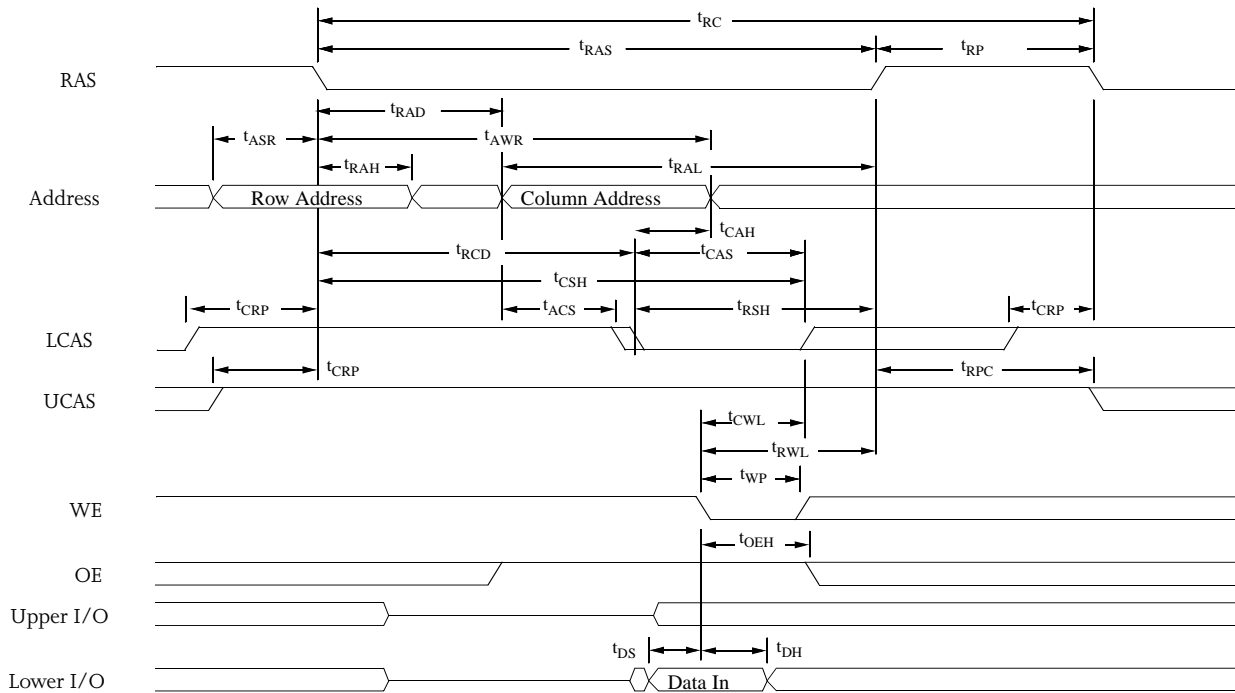 tRC
tRAS tRP
RAS
tRAD
tASR tAWR
tRAH tRAL
Address Row Address Column Address
tCAH
tRCD tCAS
tCSH
tCRP tACS tRSH tCRP
LCAS
tCRP tRPC
UCAS
tCWL
tRWL
tWP
WE
tOEH
OE
Upper I/O
tDS tDH
Lower I/O Data In